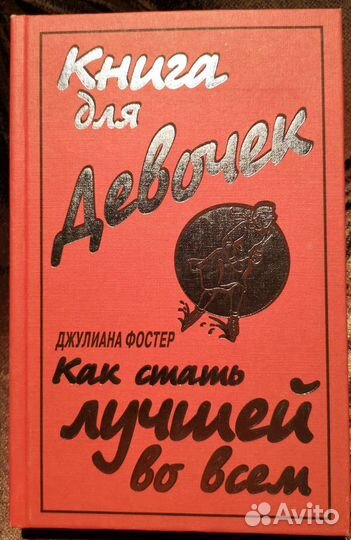 Книга
для
Девочек
ДЖУЛИАНА ФОСТЕР
Как стать
лучшей
во всем
Avito